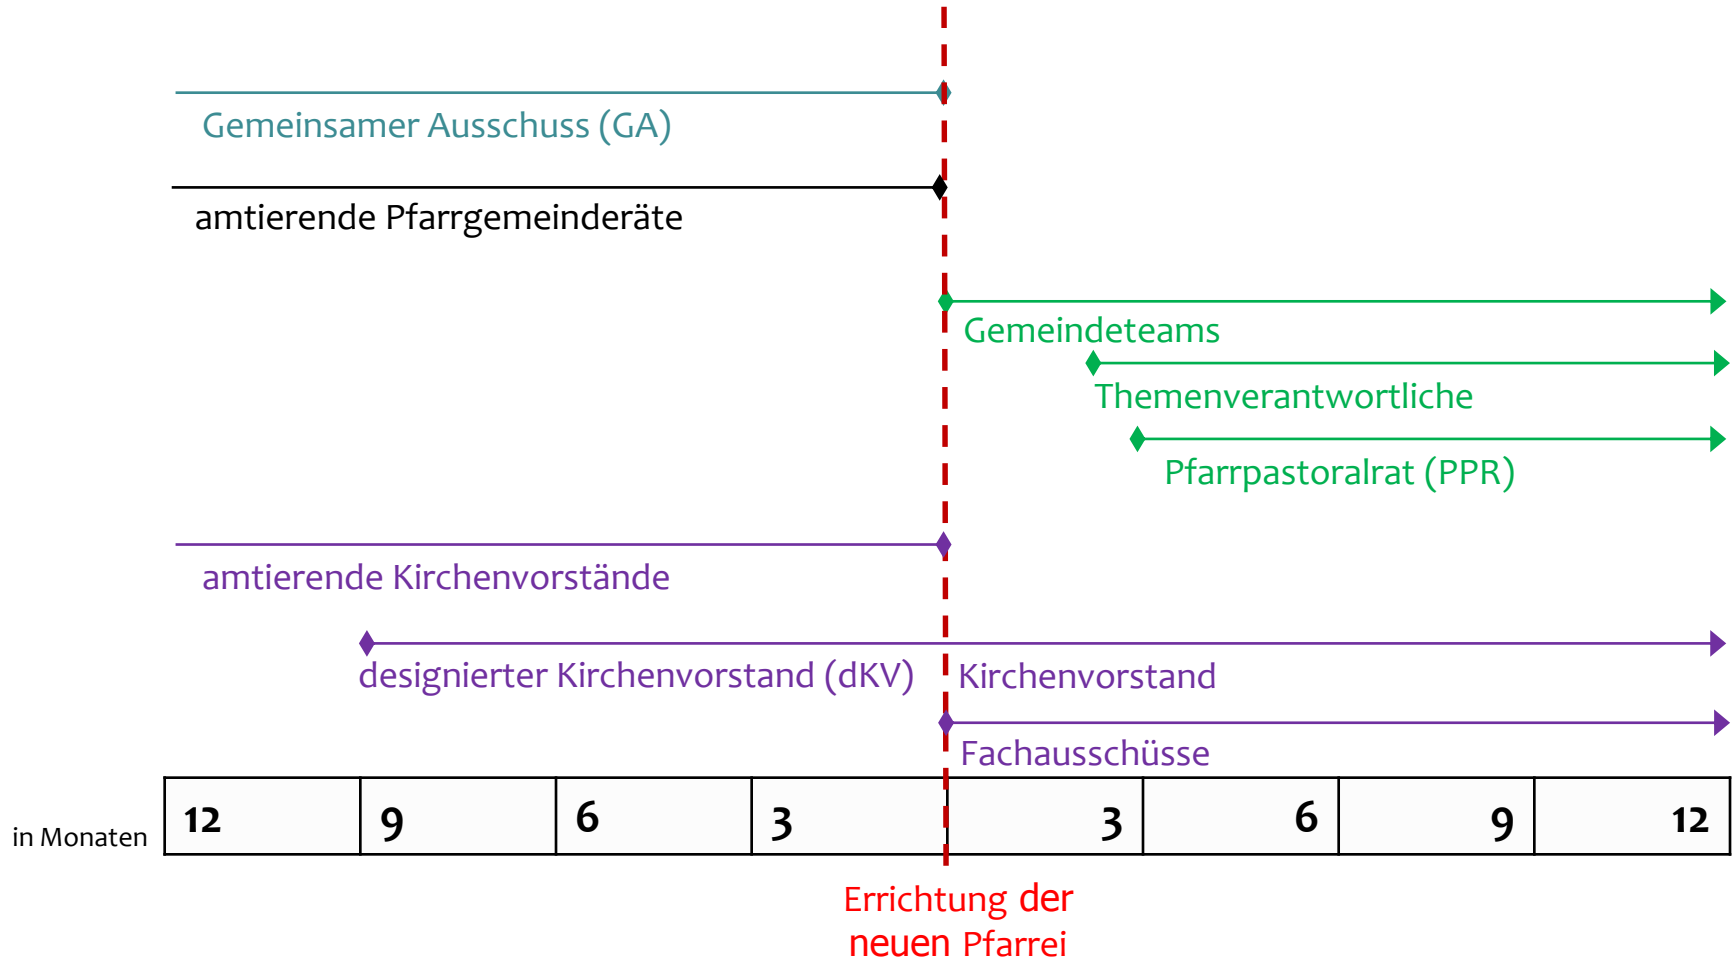 Gemeinsamer Ausschuss (GA)
amtierende Pfarrgemeinderäte
Gemeindeteams
Themenverantwortliche
Pfarrpastoralrat (PPR)
amtierende Kirchenvorstände
designierter Kirchenvorstand (dKV) Kirchenvorstand
Fachausschüsse
in Monaten 12 9 6 3 3 6 9 12
Errichtung der
neuen Pfarrei